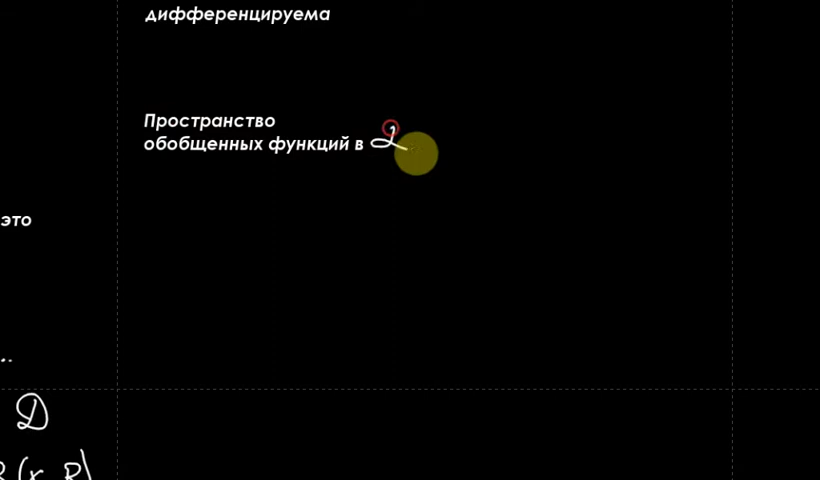 дифференцируема
Пространство
обобщенных функций в
это
..
D
(x, R)